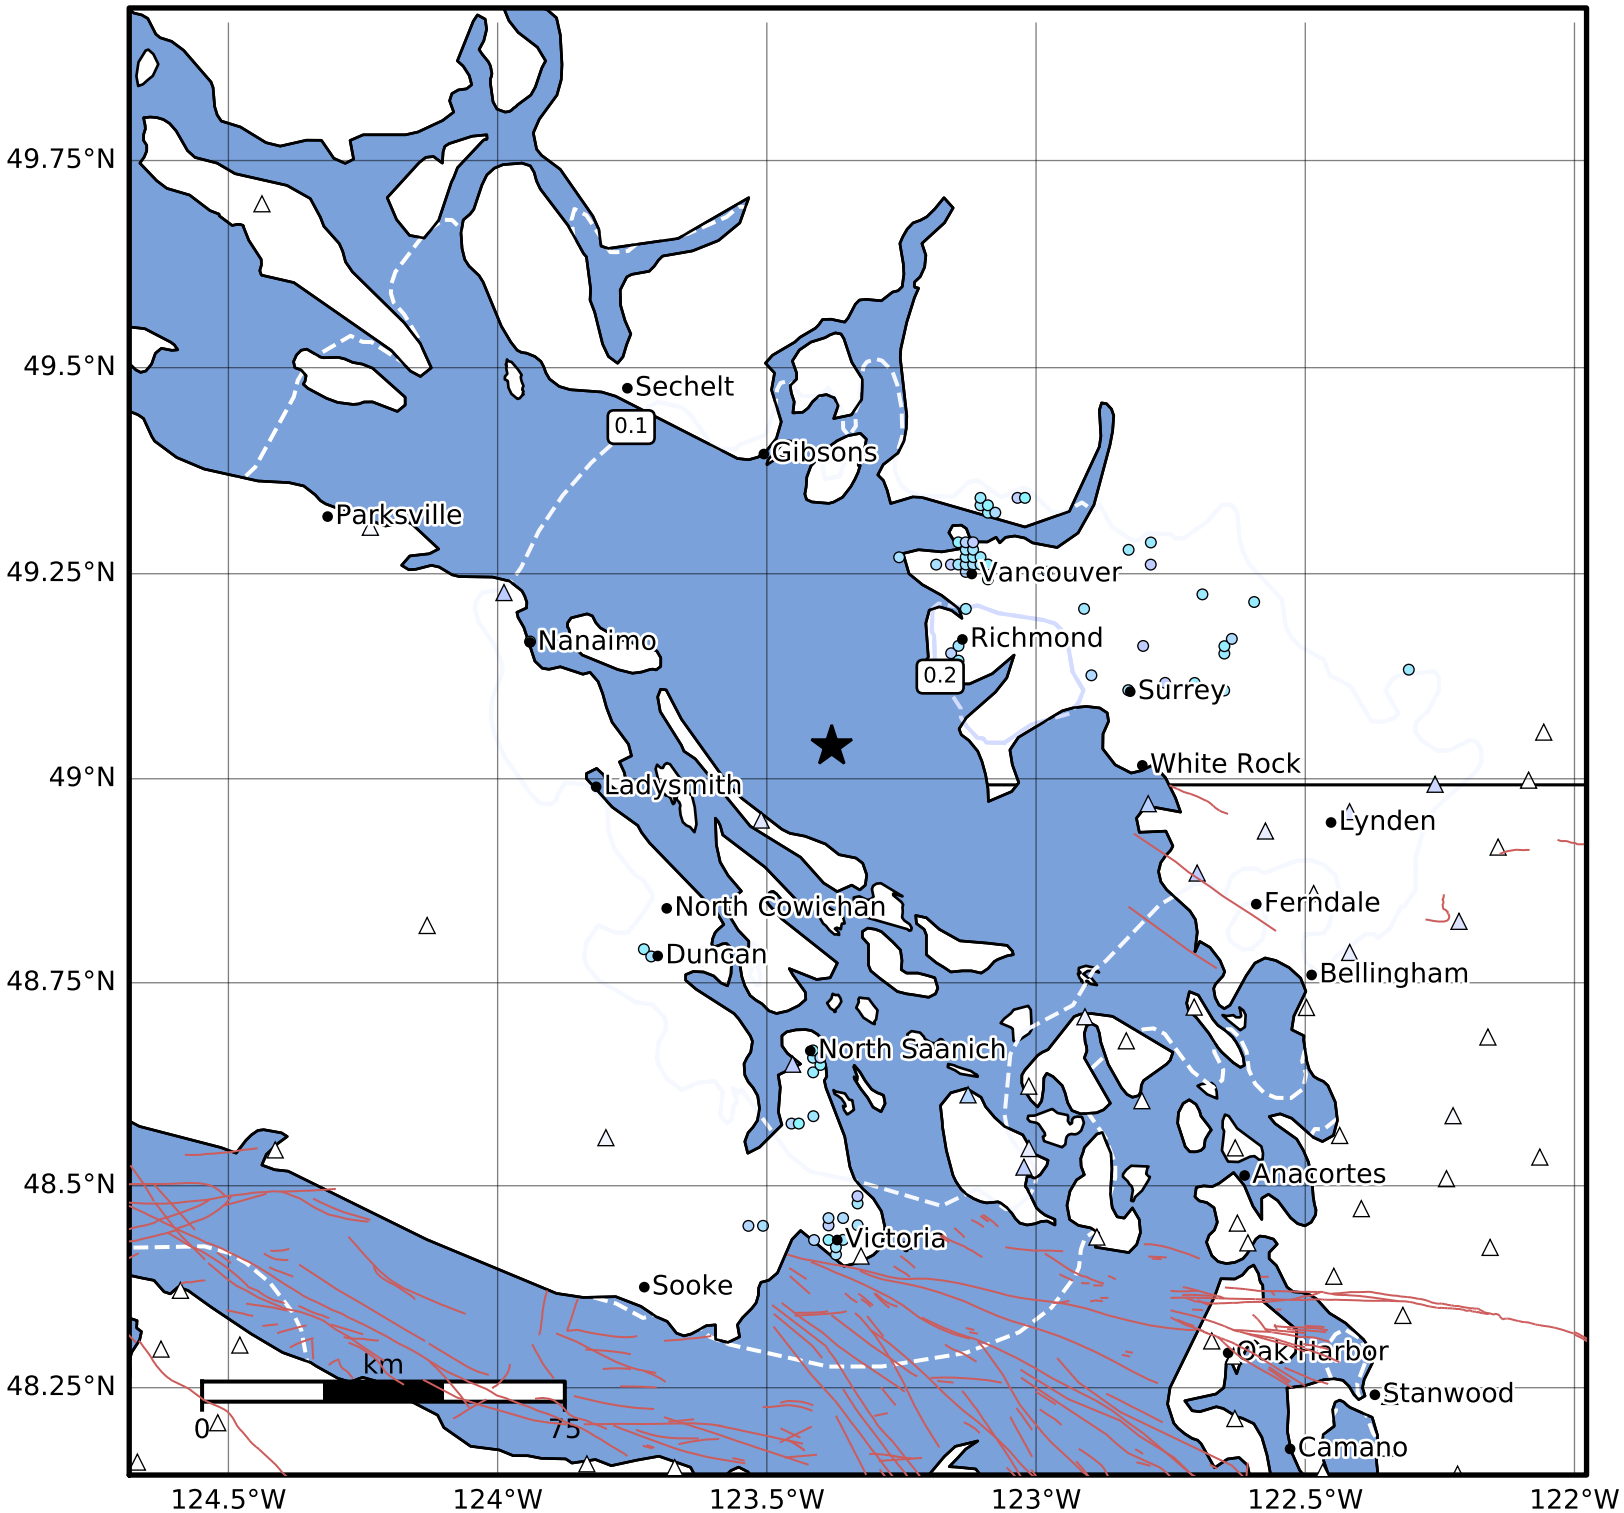 49.75°N
49.5°N
Sechelt
0.1
Gibsons
Parksville
49.25°N
Vancouver
Nanaimo
Richmond
0.2
Surrey
49°N
White Rock
Ladysmith
Lynden
North Cowichan
Ferndale
Duncan
Bellingham
48.75°N
North Saanich
48.5°N
Anacortes
Victoria
Sooke
Oak Harbor
km
48.25°N
Stanwood
0
75
Camano
124.5°W
124°W
123.5°W
123°W
122.5°W
122°W